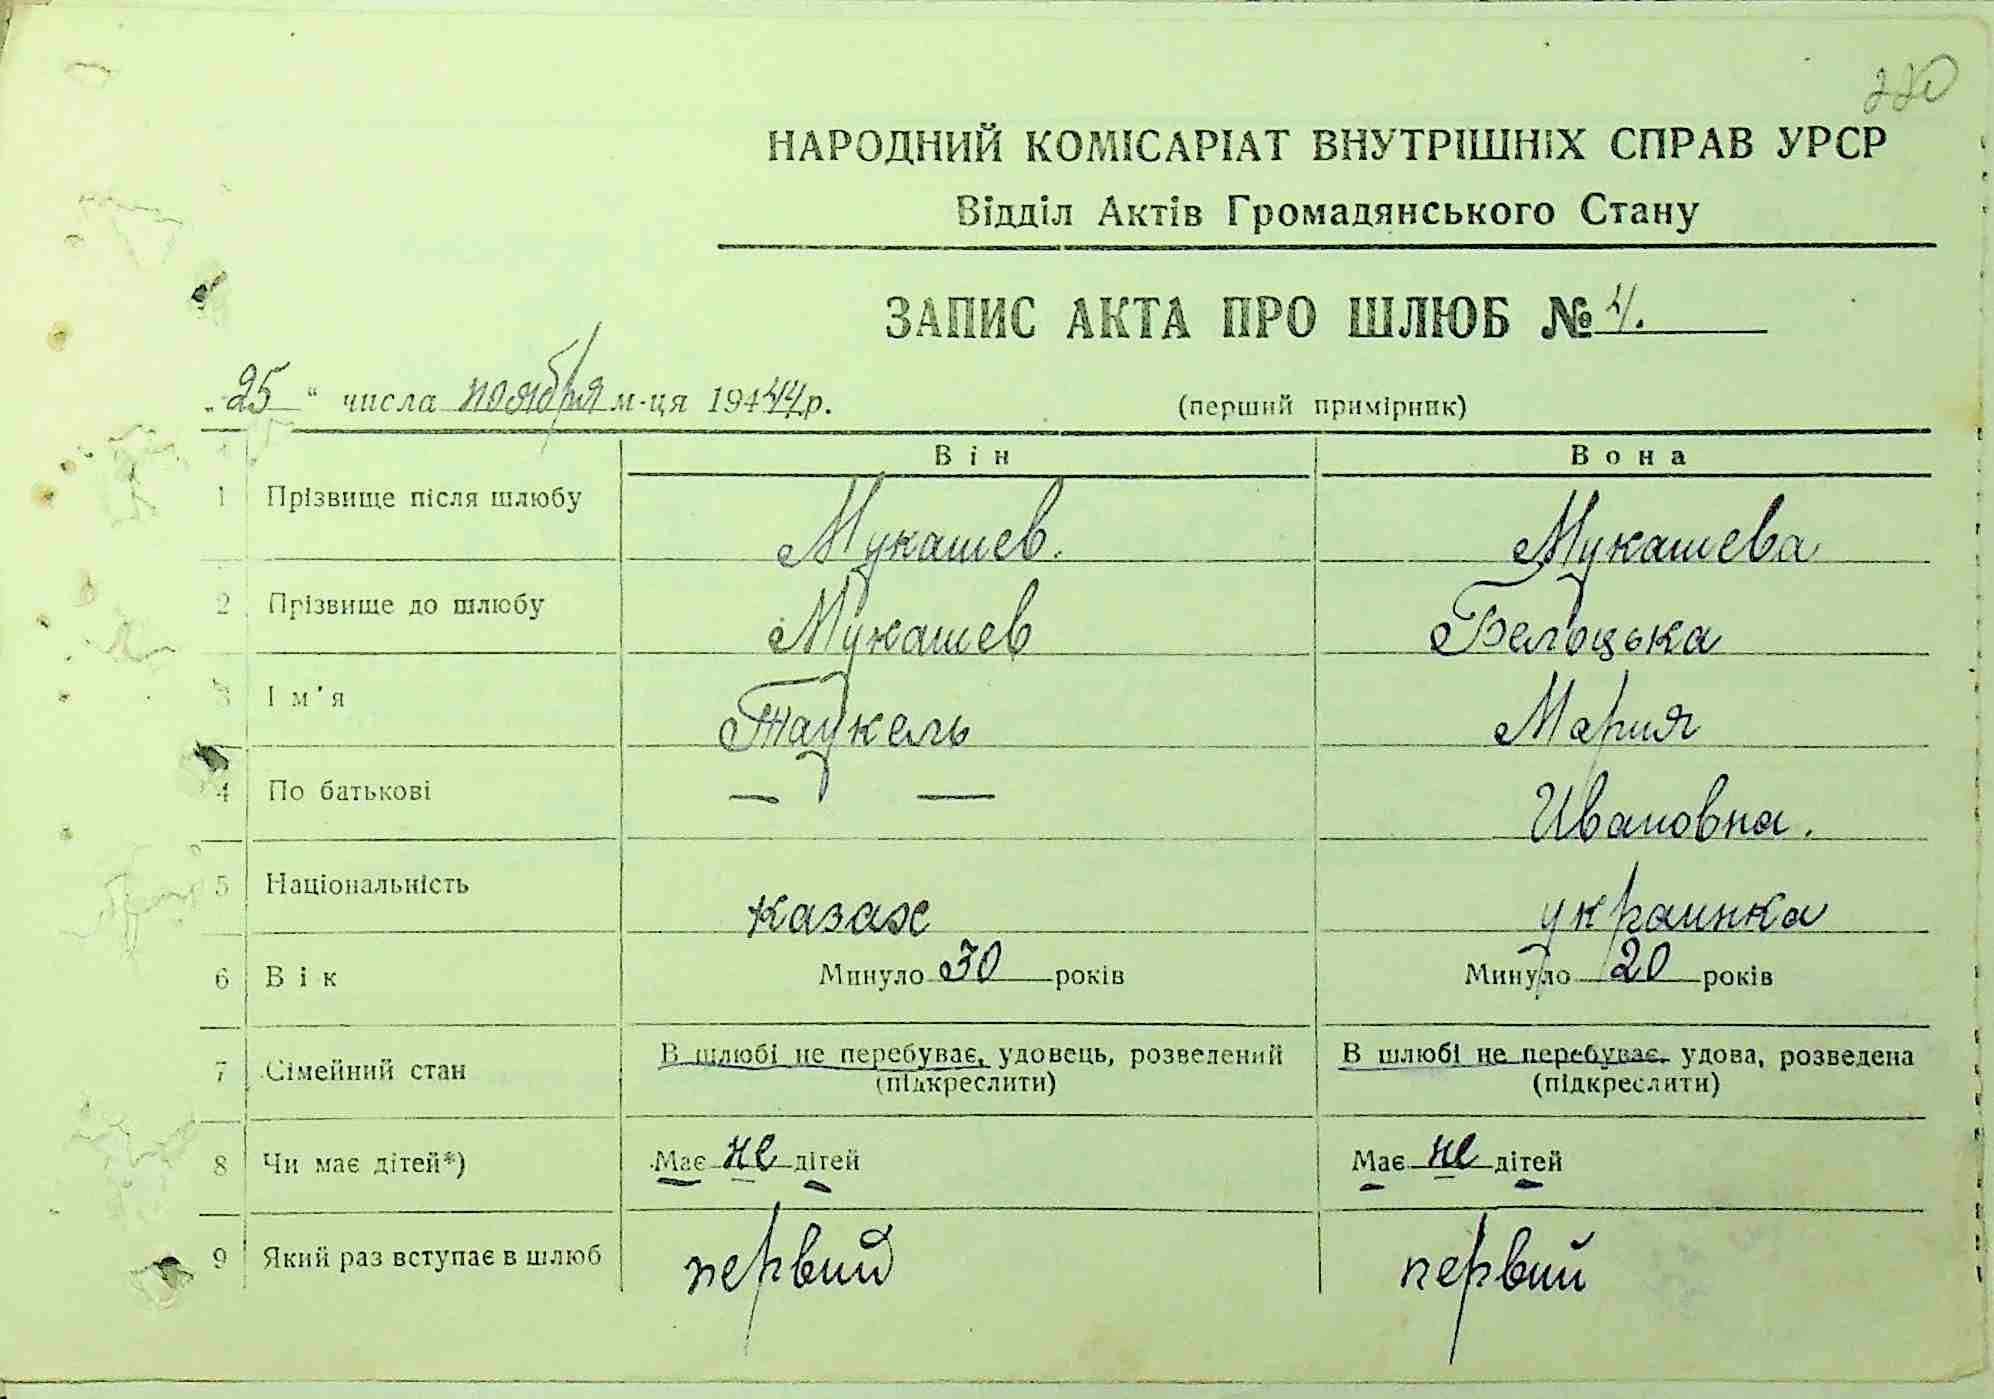 220
НАРОДНИЙ КОМІСАРІАТ ВНУТРІШНІХ СПРАВ УРСР
Відділ Актів Громадянського Стану
ЗАПИС АКТА ПРО ШЛЮБ № 4.
„25" числа ноября м-ця 1944 р. (перший примірник)
Він Вона
1 Прізвище після шлюбу Мукашев. Мукашева
2 Прізвище до шлюбу Мукашев Белоцька
3 Ім'я Таукель Мария
4 По батькові — — Ивановна.
5 Національність казах украинка
6 Вік Минуло 30 років Минуло 20 років
7 Сімейний стан В шлюбі не перебуває, удовець, розведений В шлюбі не перебуває, удова, розведена
(підкреслити) (підкреслити)
8 Чи має дітей*) Має не дітей Має не дітей
9 Який раз вступає в шлюб первий первий